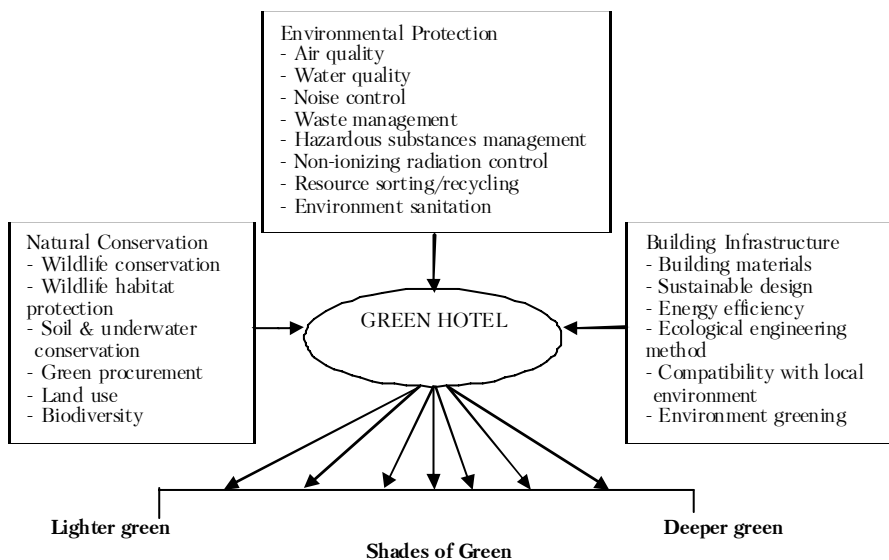 Environmental Protection
- Air quality
- Water quality
- Noise control
- Waste management
- Hazardous substances management
- Non-ionizing radiation control
- Resource sorting/recycling
- Environment sanitation
Natural Conservation
- Wildlife conservation
- Wildlife habitat
protection
- Soil & underwater
conservation
- Green procurement
- Land use
- Biodiversity
GREEN HOTEL
Building Infrastructure
- Building materials
- Sustainable design
- Energy efficiency
- Ecological engineering
method
- Compatibility with local
environment
- Environment greening
Lighter green
Deeper green
Shades of Green